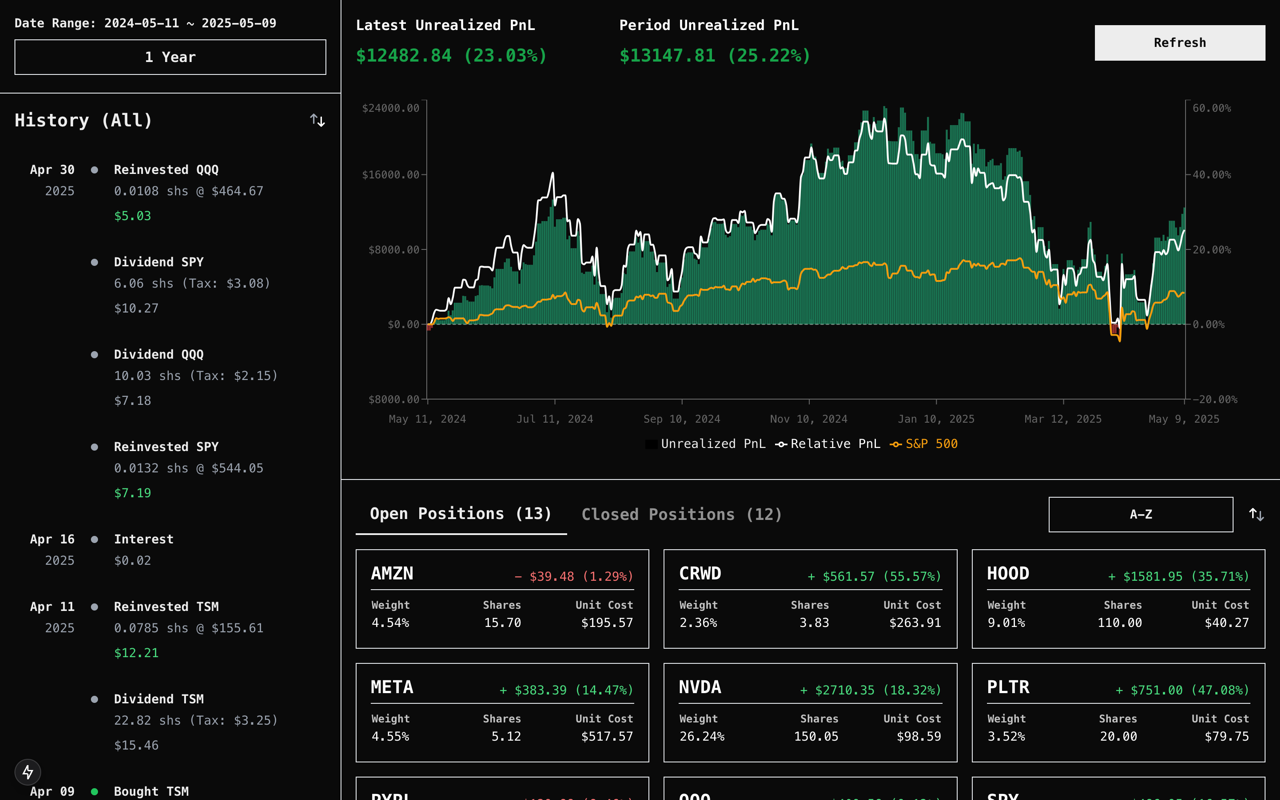 Date Range: 2024-05-11 ~ 2025-05-09
1 Year
History (All)
Apr 30
2025
Reinvested QQQ
0.0108 shs @ $464.67
$5.03
Dividend SPY
6.06 shs (Tax: $3.08)
$10.27
Dividend QQQ
10.03 shs (Tax: $2.15)
$7.18
Reinvested SPY
0.0132 shs @ $544.05
$7.19
Apr 16
2025
Interest
$0.02
Apr 11
2025
Reinvested TSM
0.0785 shs @ $155.61
$12.21
Dividend TSM
22.82 shs (Tax: $3.25)
$15.46
Apr 09
Bought TSM
Latest Unrealized PnL
$12482.84 (23.03%)
Period Unrealized PnL
$13147.81 (25.22%)
Refresh
$24000.00
$16000.00
$8000.00
$0.00
$8000.00
60.00%
40.00%
20.00%
0.00%
-20.00%
May 11, 2024
Jul 11, 2024
Sep 10, 2024
Nov 10, 2024
Jan 10, 2025
Mar 12, 2025
May 9, 2025
Unrealized PnL
Relative PnL
S&P 500
Open Positions (13)
Closed Positions (12)
A-Z
AMZN
- $39.48 (1.29%)
Weight Shares Unit Cost
4.54% 15.70 $195.57
CRWD
+ $561.57 (55.57%)
Weight Shares Unit Cost
2.36% 3.83 $263.91
HOOD
+ $1581.95 (35.71%)
Weight Shares Unit Cost
9.01% 110.00 $40.27
META
+ $383.39 (14.47%)
Weight Shares Unit Cost
4.55% 5.12 $517.57
NVDA
+ $2710.35 (18.32%)
Weight Shares Unit Cost
26.24% 150.05 $98.59
PLTR
+ $751.00 (47.08%)
Weight Shares Unit Cost
3.52% 20.00 $79.75
PYPL
QQQ
SPY